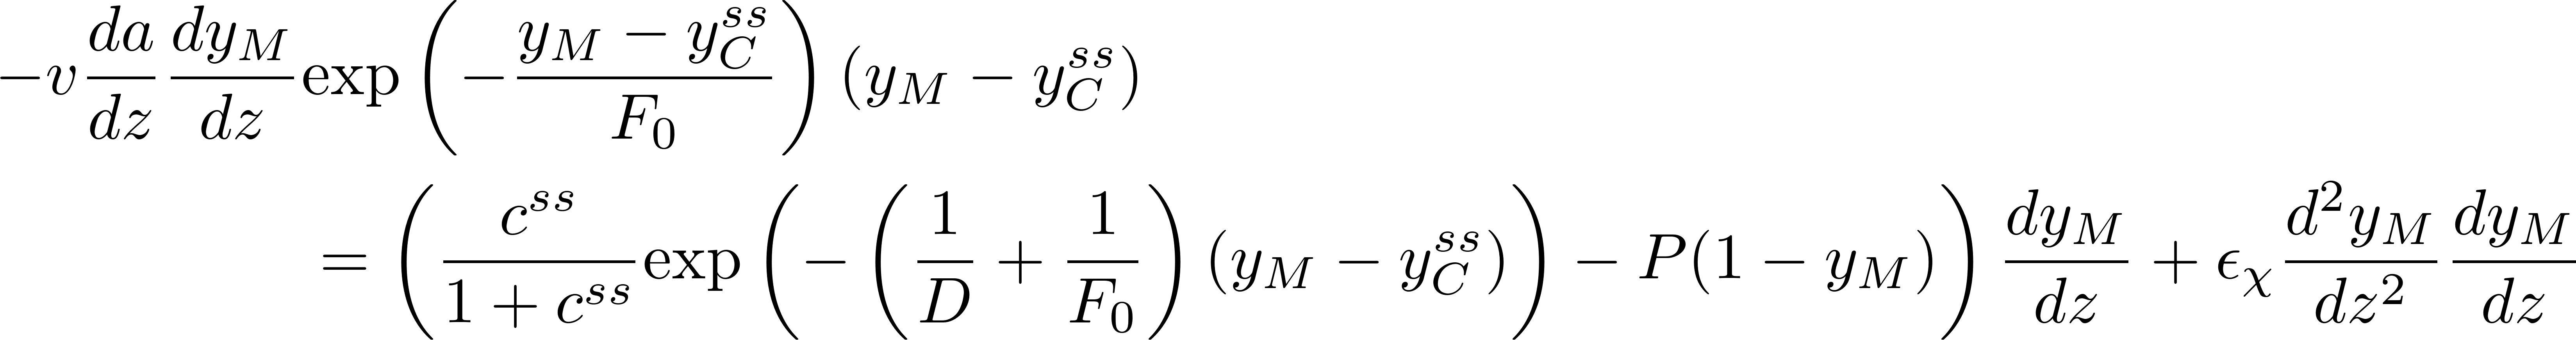 -v \frac{da}{dz} \frac{dy_M}{dz} \exp\left(-\frac{y_M - y_C^{ss}}{F_0}\right) (y_M - y_C^{ss})
= \left(\frac{c^{ss}}{1 + c^{ss}} \exp\left(-\left(\frac{1}{D} + \frac{1}{F_0}\right) (y_M - y_C^{ss})\right) - P(1 - y_M)\right) \frac{dy_M}{dz} + \epsilon_\chi \frac{d^2 y_M}{dz^2} \frac{dy_M}{dz}